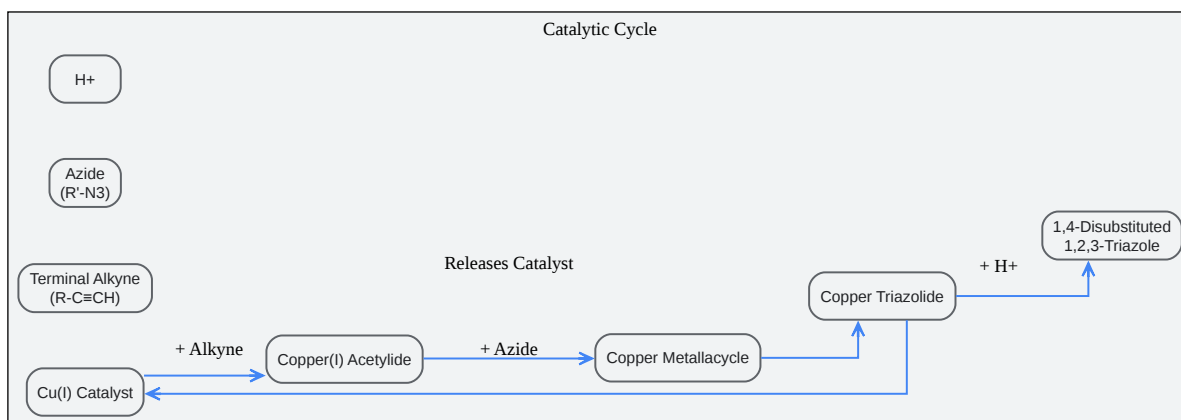 Catalytic Cycle
H+
Azide
(R'-N3)
1,4-Disubstituted
1,2,3-Triazole
Releases Catalyst
+ H+
Terminal Alkyne
(R-C≡CH)
Copper Triazolide
+ Alkyne
+ Azide
Copper(I) Acetylide
Copper Metallacycle
Cu(I) Catalyst